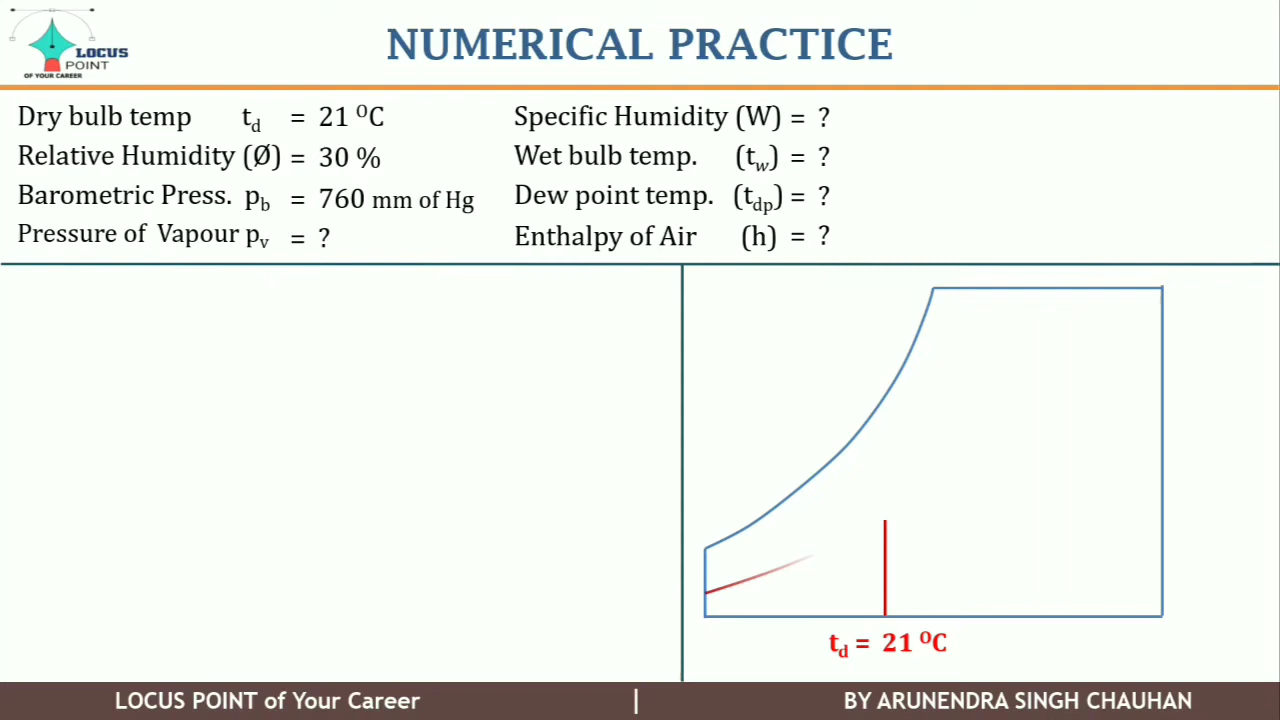 LOCUS
POINT
OF YOUR CAREER
NUMERICAL PRACTICE
Dry bulb temp t_d = 21 ⁰C
Relative Humidity (Ø) = 30 %
Barometric Press. p_b = 760 mm of Hg
Pressure of Vapour p_v = ?
Specific Humidity (W) = ?
Wet bulb temp. (t_w) = ?
Dew point temp. (t_dp) = ?
Enthalpy of Air (h) = ?
t_d = 21 ⁰C
LOCUS POINT of Your Career | BY ARUNENDRA SINGH CHAUHAN